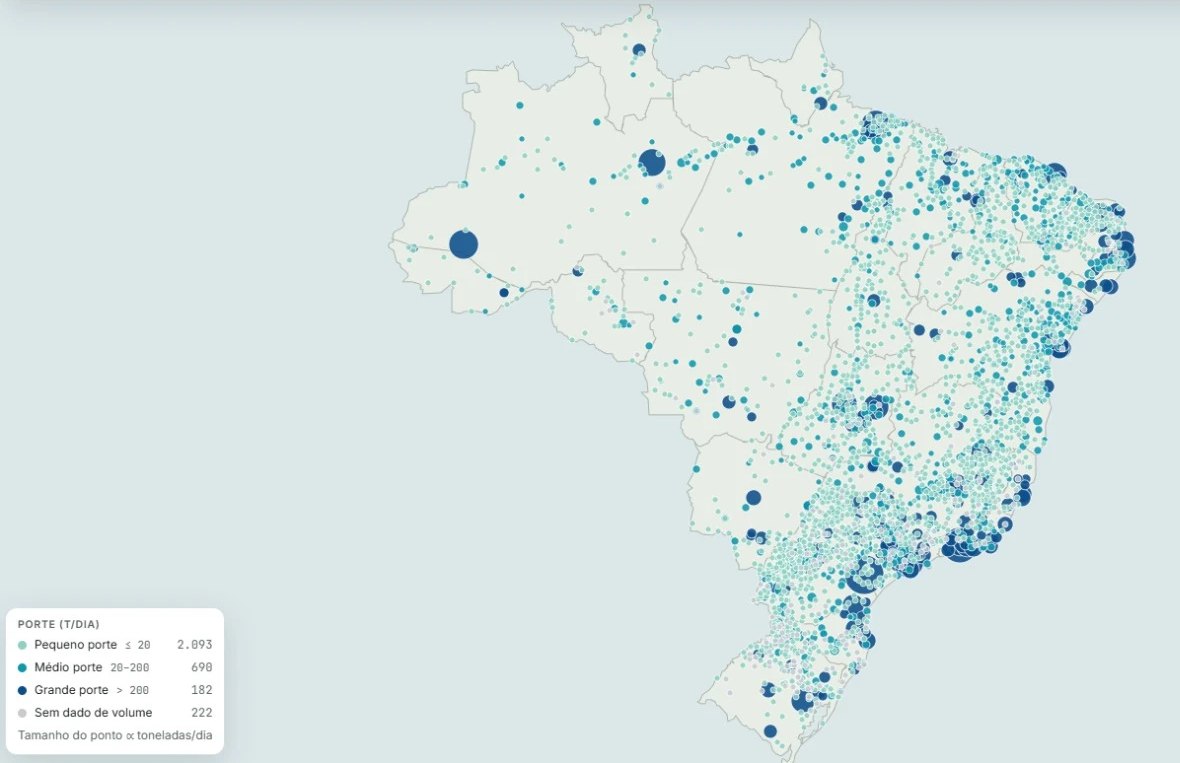 PORTE (T/DIA)
Pequeno porte ≤ 20 2.093
Médio porte 20-200 690
Grande porte > 200 182
Sem dado de volume 222
Tamanho do ponto ∝ toneladas/dia